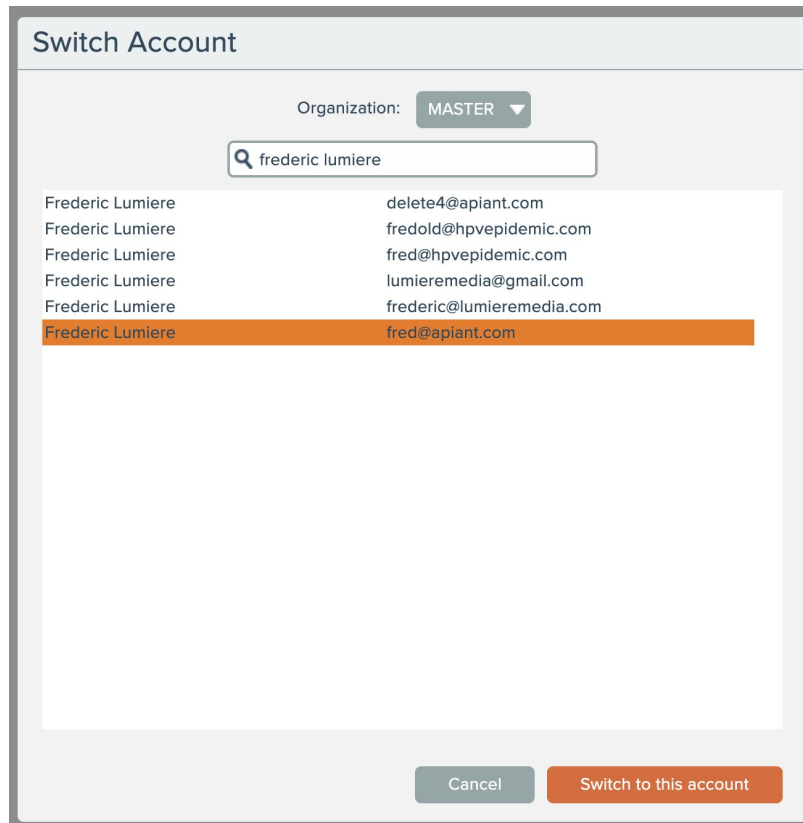 Switch Account
Organization: MASTER
frederic lumiere
Frederic Lumiere delete4@apiant.com
Frederic Lumiere fredold@hpvepidemic.com
Frederic Lumiere fred@hpvepidemic.com
Frederic Lumiere lumieremedia@gmail.com
Frederic Lumiere frederic@lumieremedia.com
Frederic Lumiere fred@apiant.com
Cancel Switch to this account